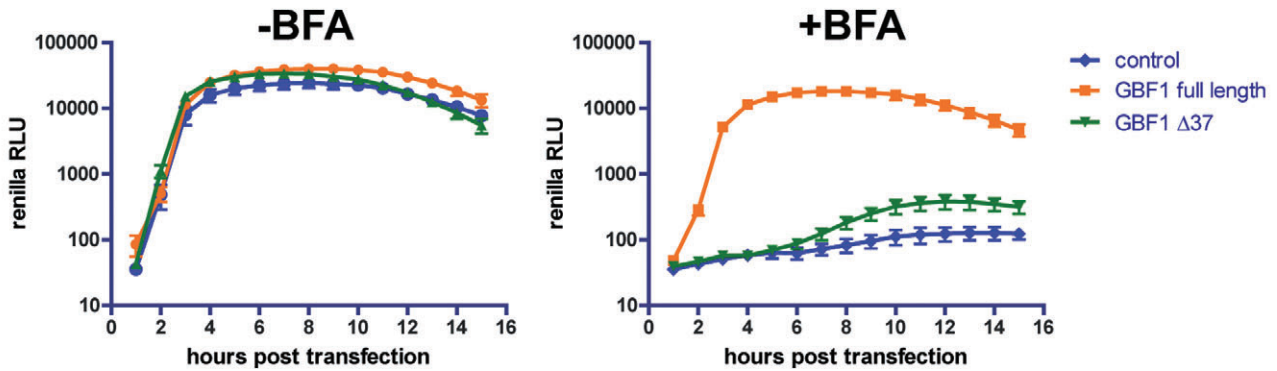 -BFA
100000
10000
1000
100
10
renilla RLU
0 2 4 6 8 10 12 14 16
hours post transfection
+BFA
100000
10000
1000
100
10
renilla RLU
0 2 4 6 8 10 12 14 16
hours post transfection
control
GBF1 full length
GBF1 Δ37